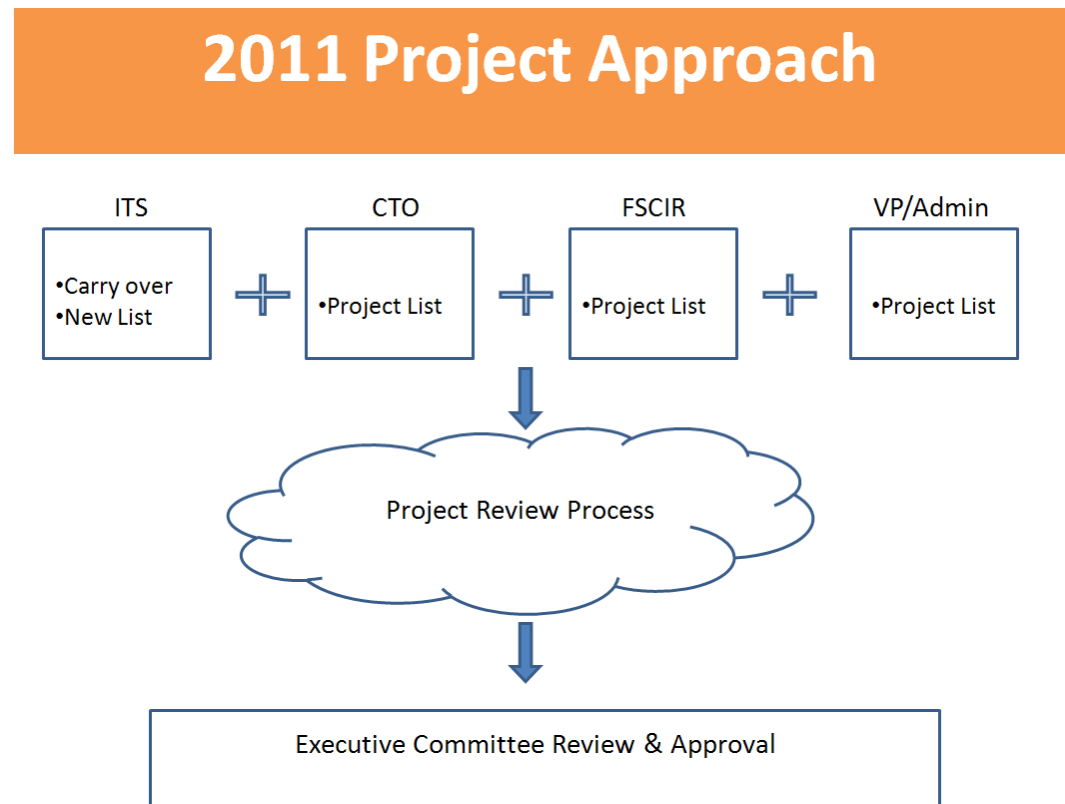 2011 Project Approach
ITS
CTO
FSCIR
VP/Admin
•Carry over
•New List
•Project List
•Project List
•Project List
Project Review Process
Executive Committee Review & Approval